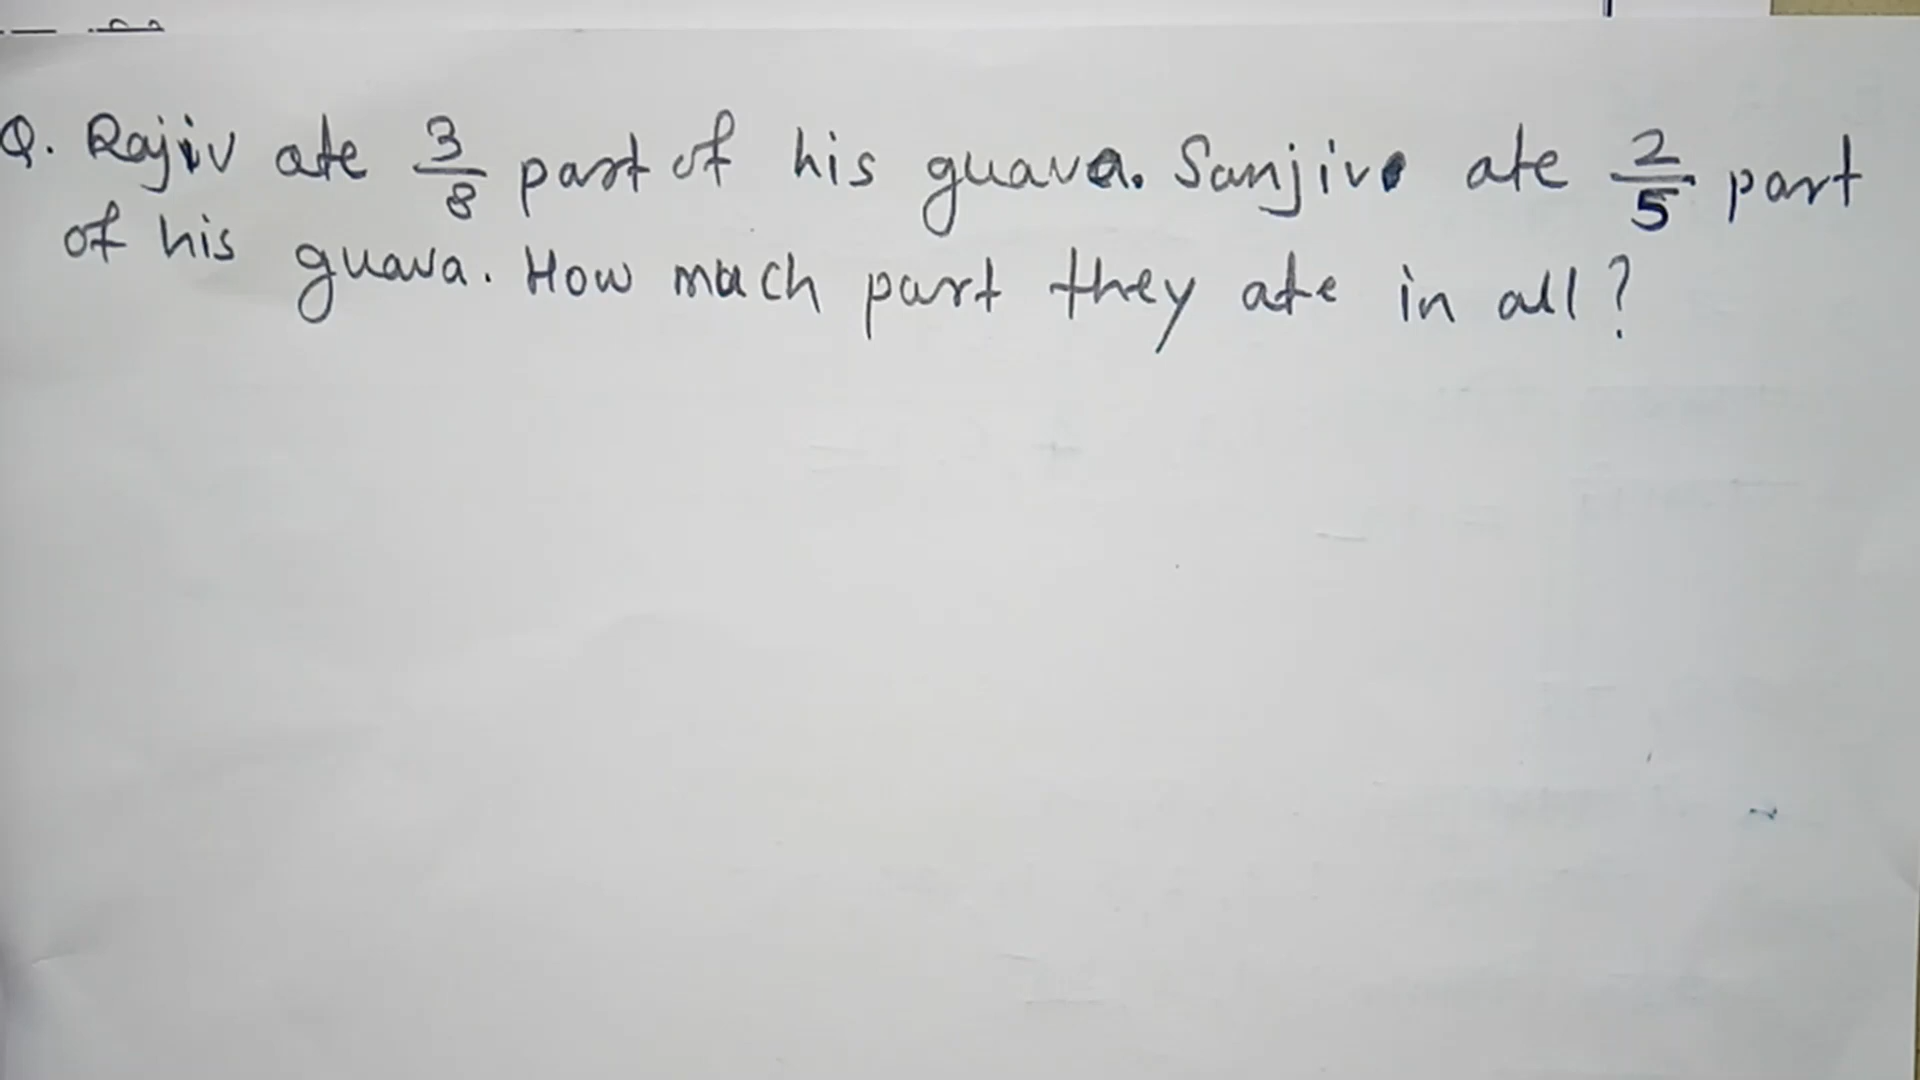 Q. Rajiv ate 3/8 part of his guava. Sanjiv ate 2/5 part
of his guava. How much part they ate in all?